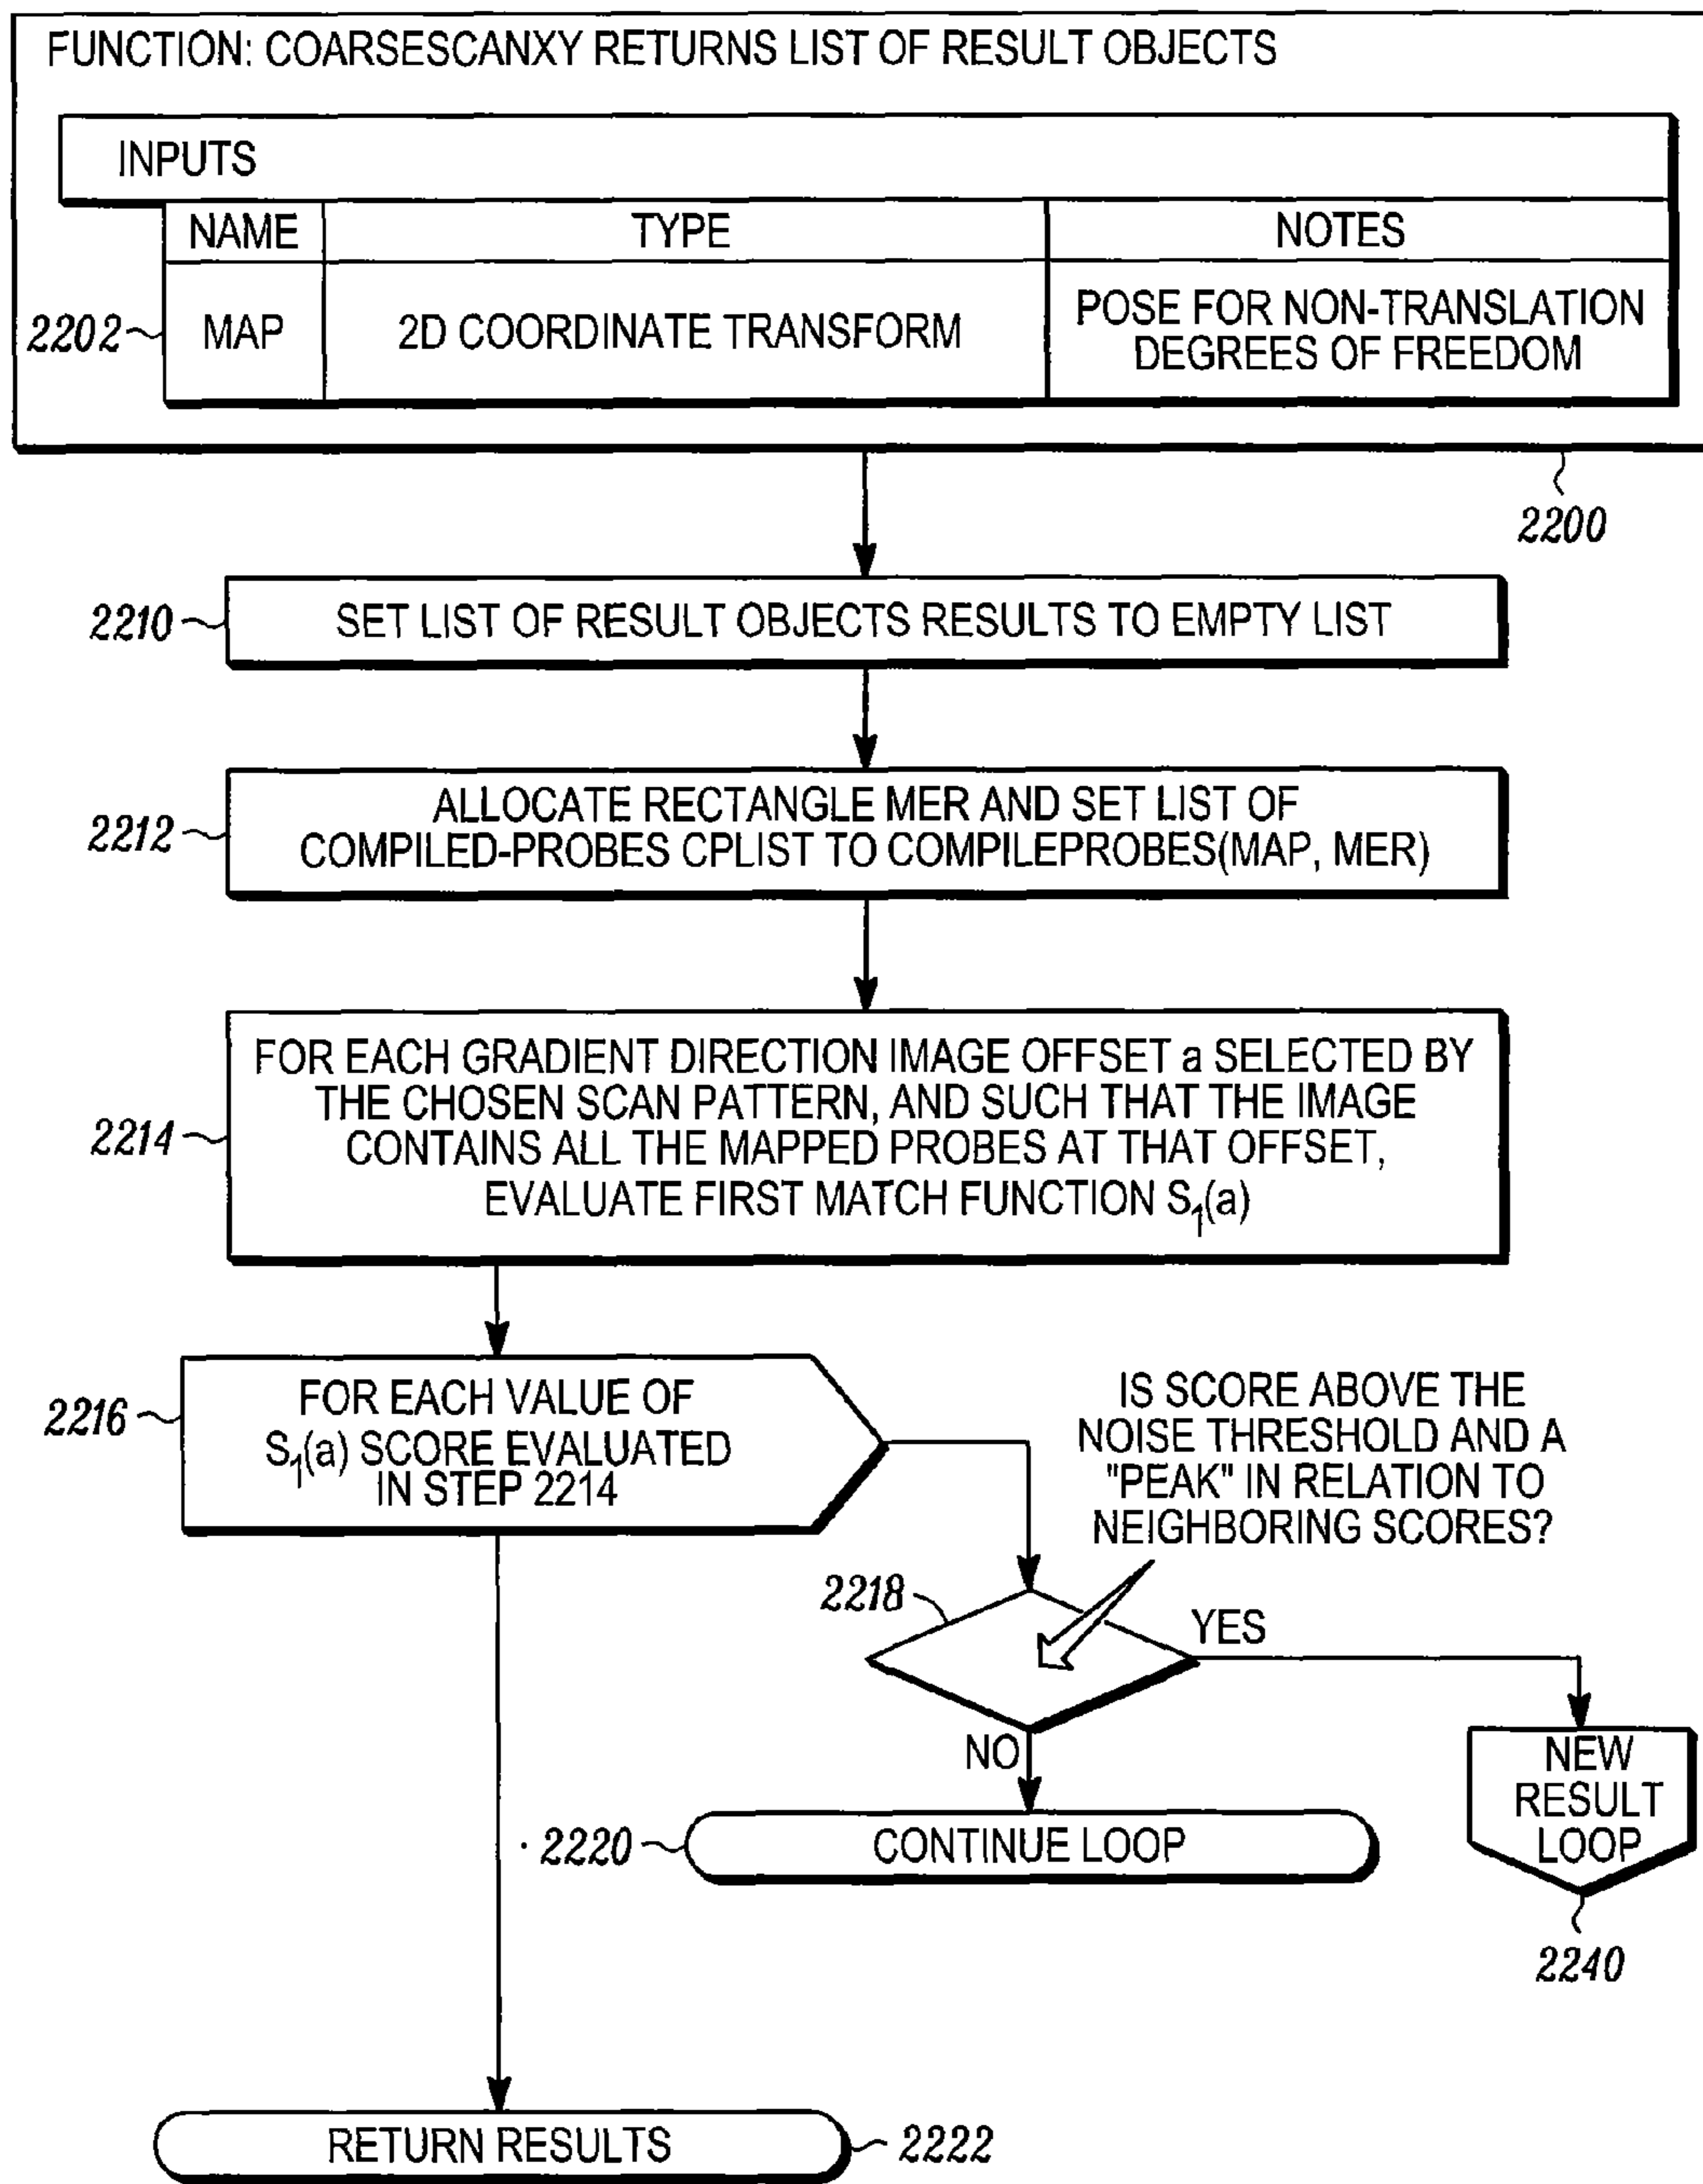 FUNCTION: COARSESCANXY RETURNS LIST OF RESULT OBJECTS
INPUTS
NAME TYPE NOTES
2202 MAP 2D COORDINATE TRANSFORM POSE FOR NON-TRANSLATION
DEGREES OF FREEDOM
2200
2210 SET LIST OF RESULT OBJECTS RESULTS TO EMPTY LIST
2212 ALLOCATE RECTANGLE MER AND SET LIST OF
COMPILED-PROBES CPLIST TO COMPILEPROBES(MAP, MER)
2214 FOR EACH GRADIENT DIRECTION IMAGE OFFSET a SELECTED BY
THE CHOSEN SCAN PATTERN, AND SUCH THAT THE IMAGE
CONTAINS ALL THE MAPPED PROBES AT THAT OFFSET,
EVALUATE FIRST MATCH FUNCTION S₁(a)
2216 FOR EACH VALUE OF
S₁(a) SCORE EVALUATED
IN STEP 2214
IS SCORE ABOVE THE
NOISE THRESHOLD AND A
"PEAK" IN RELATION TO
NEIGHBORING SCORES?
2218
YES
NO
NEW
RESULT
LOOP
2220 CONTINUE LOOP
2240
RETURN RESULTS 2222